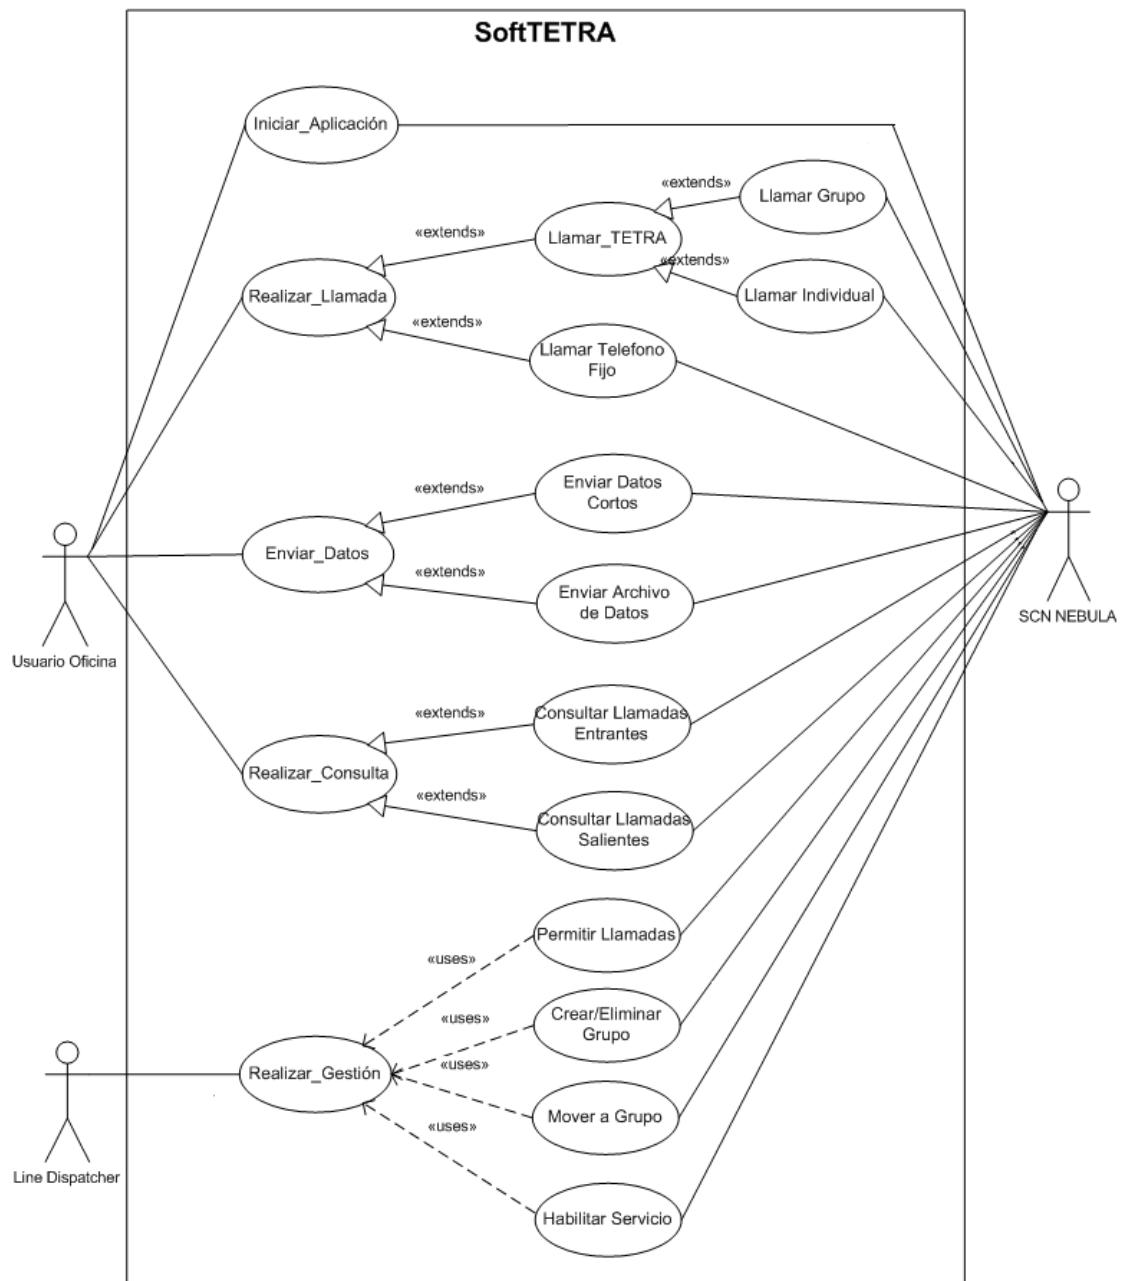 SoftTETRA
Iniciar_Aplicación
«extends»
Llamar Grupo
«extends»
Llamar_TETRA
«extends»
Realizar_Llamada
Llamar Individual
«extends»
Llamar Telefono
Fijo
«extends»
Enviar Datos
Cortos
Enviar_Datos
«extends»
Enviar Archivo
de Datos
SCN NEBULA
Usuario Oficina
«extends»
Consultar Llamadas
Entrantes
Realizar_Consulta
«extends»
Consultar Llamadas
Salientes
Permitir Llamadas
«uses»
«uses»
Crear/Eliminar
Grupo
«uses»
Realizar_Gestión
Mover a Grupo
«uses»
Line Dispatcher
Habilitar Servicio